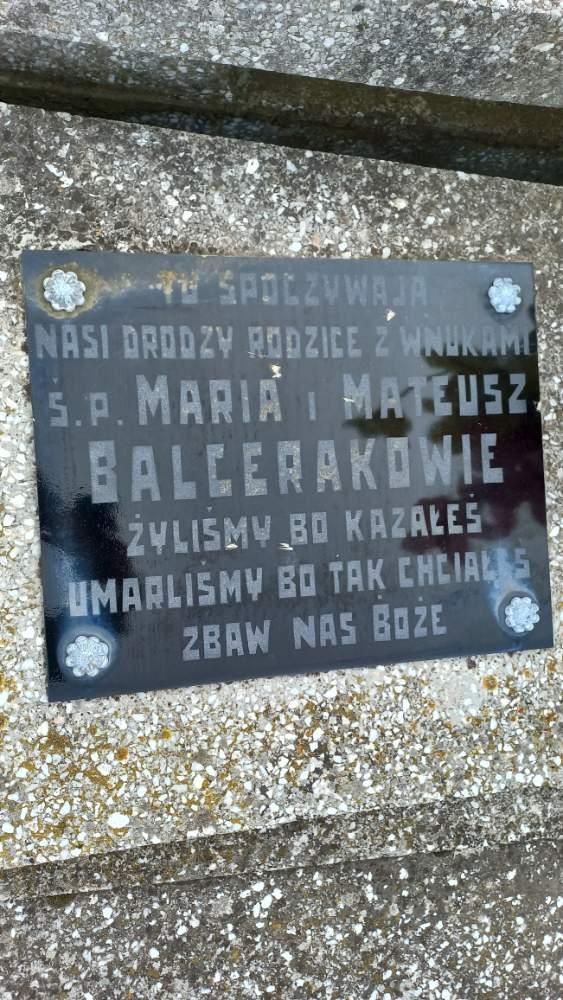 TU SPOCZYWAJĄ
NASI DRODZY RODZICE Z WNUKAMI
Ś.P. MARIA I MATEUSZ
BALCERAKOWIE
ŻYLIŚMY BO KAZAŁEŚ
UMARLIŚMY BO TAK CHCIAŁEŚ
ZBAW NAS BOŻE